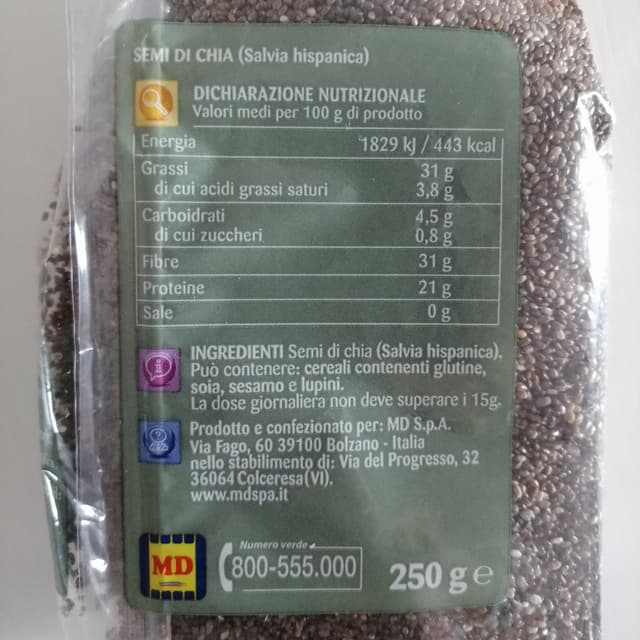 SEMI DI CHIA (Salvia hispanica)
DICHIARAZIONE NUTRIZIONALE
Valori medi per 100 g di prodotto
Energia 1829 kJ / 443 kcal
Grassi 31 g
di cui acidi grassi saturi 3,8 g
Carboidrati 4,5 g
di cui zuccheri 0,8 g
Fibre 31 g
Proteine 21 g
Sale 0 g
INGREDIENTI Semi di chia (Salvia hispanica).
Può contenere: cereali contenenti glutine,
soia, sesamo e lupini.
La dose giornaliera non deve superare i 15g.
Prodotto e confezionato per: MD S.p.A.
Via Fago, 60 39100 Bolzano - Italia
nello stabilimento di: Via del Progresso, 32
36064 Colceresa(VI).
www.mdspa.it
MD
Numero verde
800-555.000
250 g e